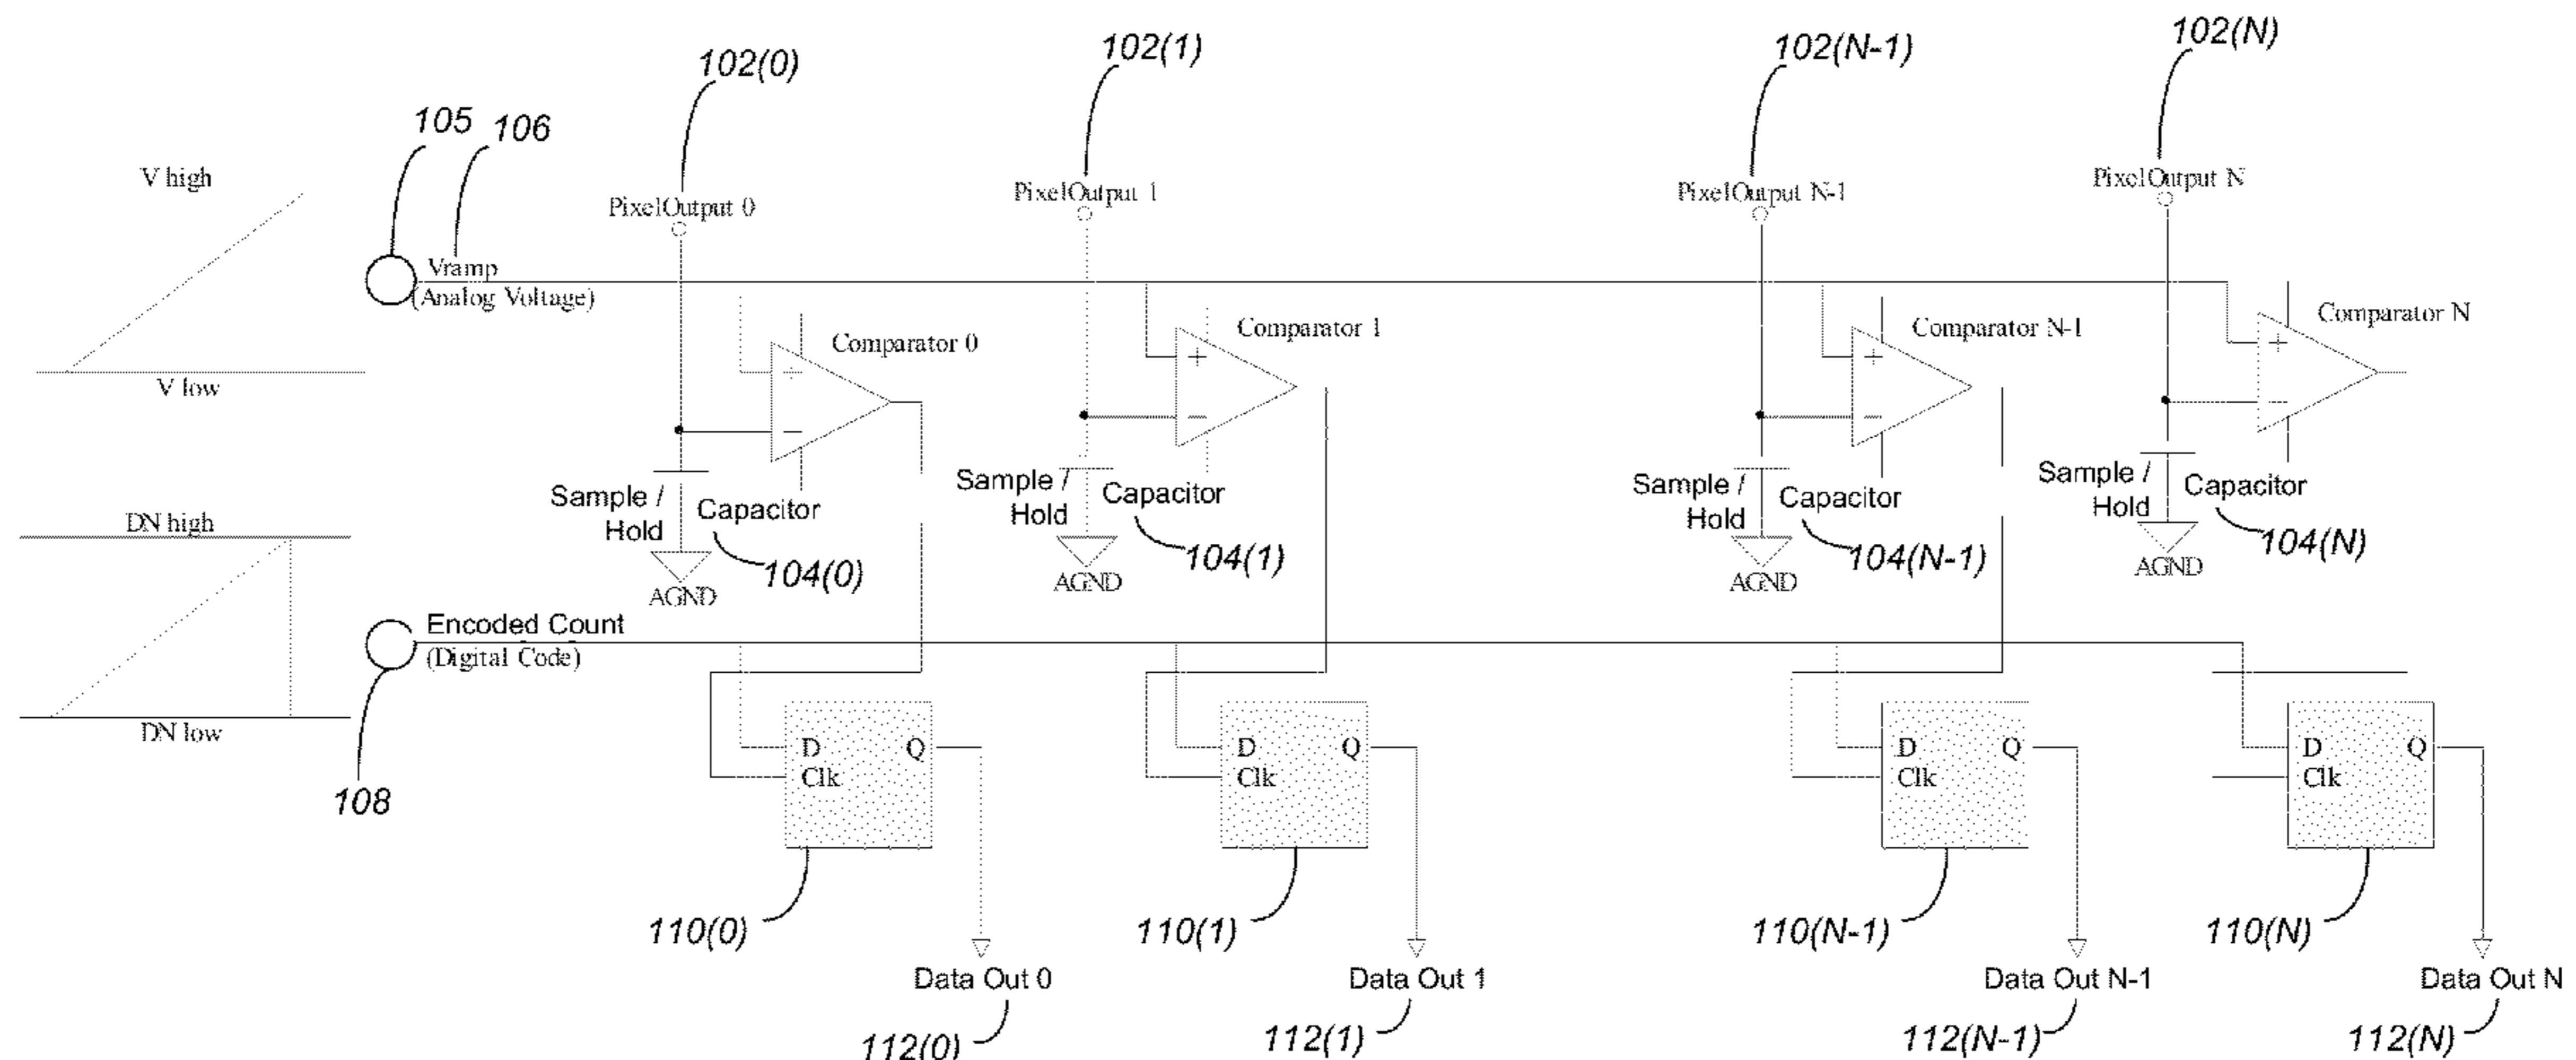 102(0)
102(1)
102(N-1)
102(N)
105
106
V high
PixelOutput 0
PixelOutput 1
PixelOutput N-1
PixelOutput N
Vramp
(Analog Voltage)
V low
Comparator 0
Comparator 1
Comparator N-1
Comparator N
+
+
+
+
−
−
−
−
Sample /
Hold
Capacitor
Sample /
Hold
Capacitor
Sample /
Hold
Capacitor
Sample /
Hold
Capacitor
104(0)
104(1)
104(N-1)
104(N)
AGND
AGND
AGND
AGND
DN high
Encoded Count
(Digital Code)
DN low
108
D Q
Clk
D Q
Clk
D Q
Clk
D Q
Clk
110(0)
110(1)
110(N-1)
110(N)
Data Out 0
Data Out 1
Data Out N-1
Data Out N
112(0)
112(1)
112(N-1)
112(N)